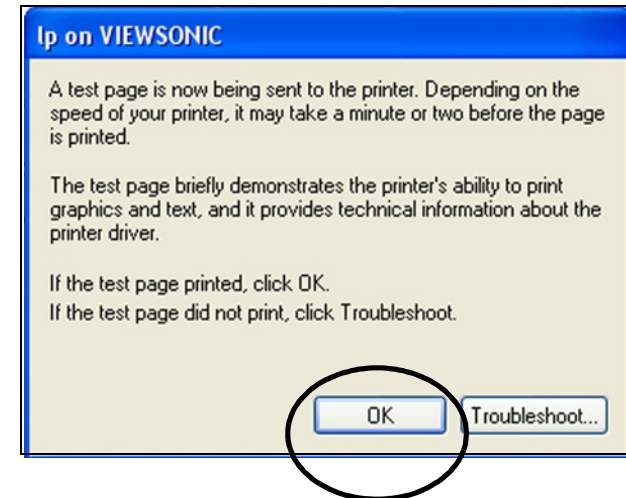 lp on VIEWSONIC
A test page is now being sent to the printer. Depending on the
speed of your printer, it may take a minute or two before the page
is printed.
The test page briefly demonstrates the printer's ability to print
graphics and text, and it provides technical information about the
printer driver.
If the test page printed, click OK.
If the test page did not print, click Troubleshoot.
OK Troubleshoot...